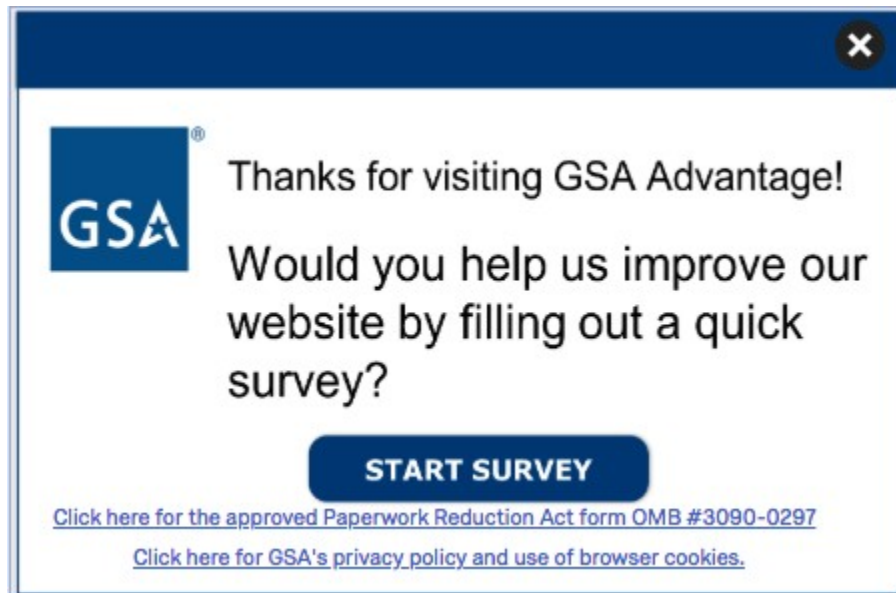 GSA®
Thanks for visiting GSA Advantage!
Would you help us improve our
website by filling out a quick
survey?
START SURVEY
Click here for the approved Paperwork Reduction Act form OMB #3090-0297
Click here for GSA's privacy policy and use of browser cookies.